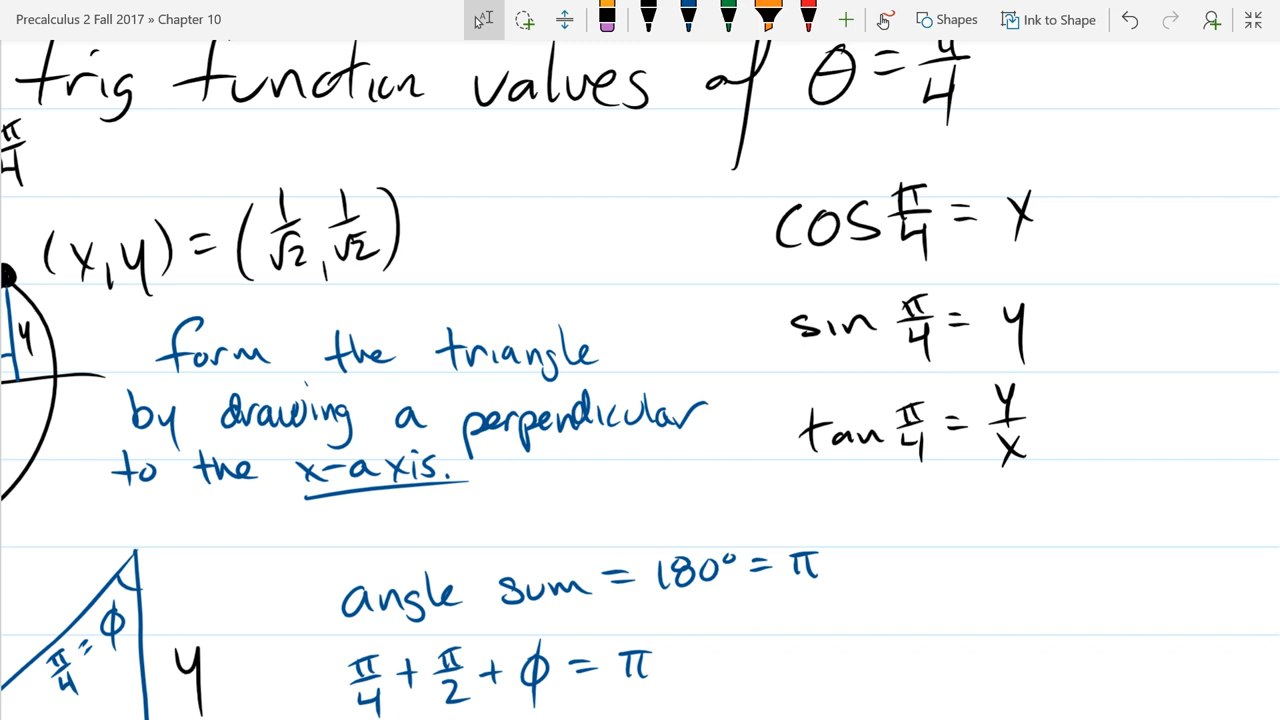 Precalculus 2 Fall 2017 » Chapter 10
Shapes
Ink to Shape
trig function values of θ = π/4
π/4
(x,y) = (1/√2, 1/√2)
cos π/4 = x
y
form the triangle
sin π/4 = y
by drawing a perpendicular
tan π/4 = y/x
to the x-axis.
angle sum = 180° = π
π/4 = ϕ
y
π/4 + π/2 + ϕ = π